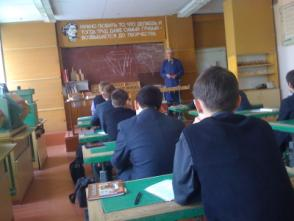 НУЖНО ЛЮБИТЬ ТО, ЧТО ДЕЛАЕШЬ И
ТОГДА ТРУД, ДАЖЕ САМЫЙ ГРУБЫЙ -
ВОЗВЫШАЕТСЯ ДО ТВОРЧЕСТВА.